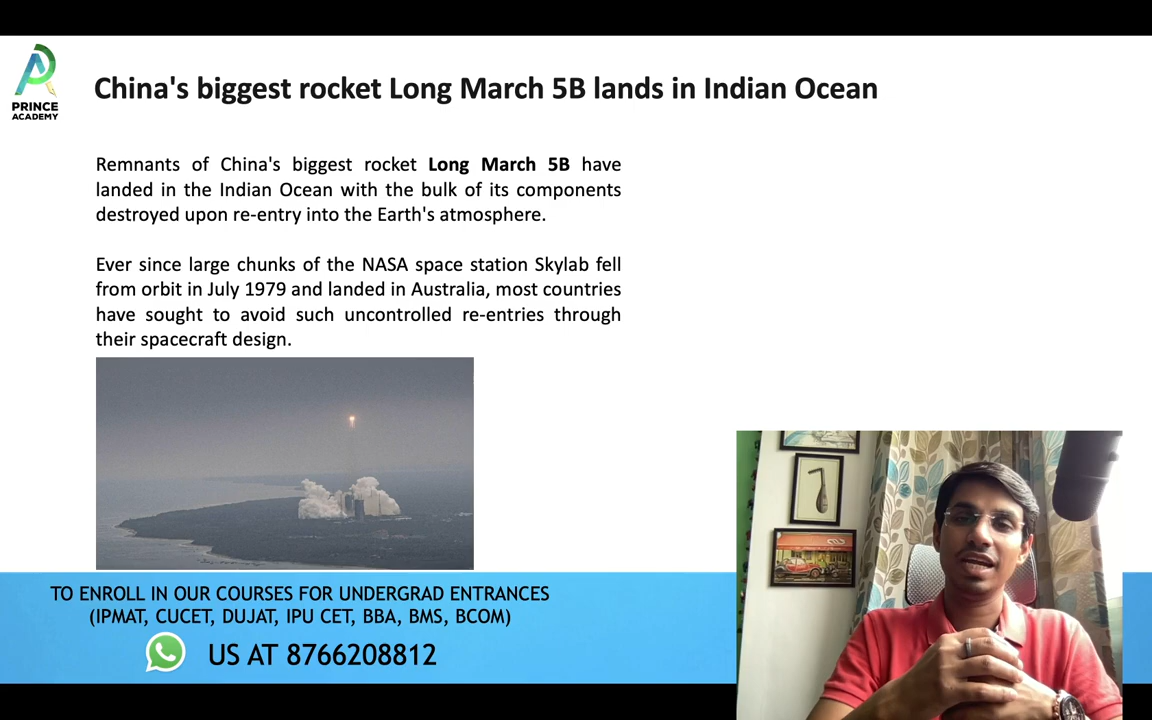 PRINCE
ACADEMY
China's biggest rocket Long March 5B lands in Indian Ocean
Remnants of China's biggest rocket Long March 5B have
landed in the Indian Ocean with the bulk of its components
destroyed upon re-entry into the Earth's atmosphere.
Ever since large chunks of the NASA space station Skylab fell
from orbit in July 1979 and landed in Australia, most countries
have sought to avoid such uncontrolled re-entries through
their spacecraft design.
TO ENROLL IN OUR COURSES FOR UNDERGRAD ENTRANCES
(IPMAT, CUCET, DUJAT, IPU CET, BBA, BMS, BCOM)
US AT 8766208812